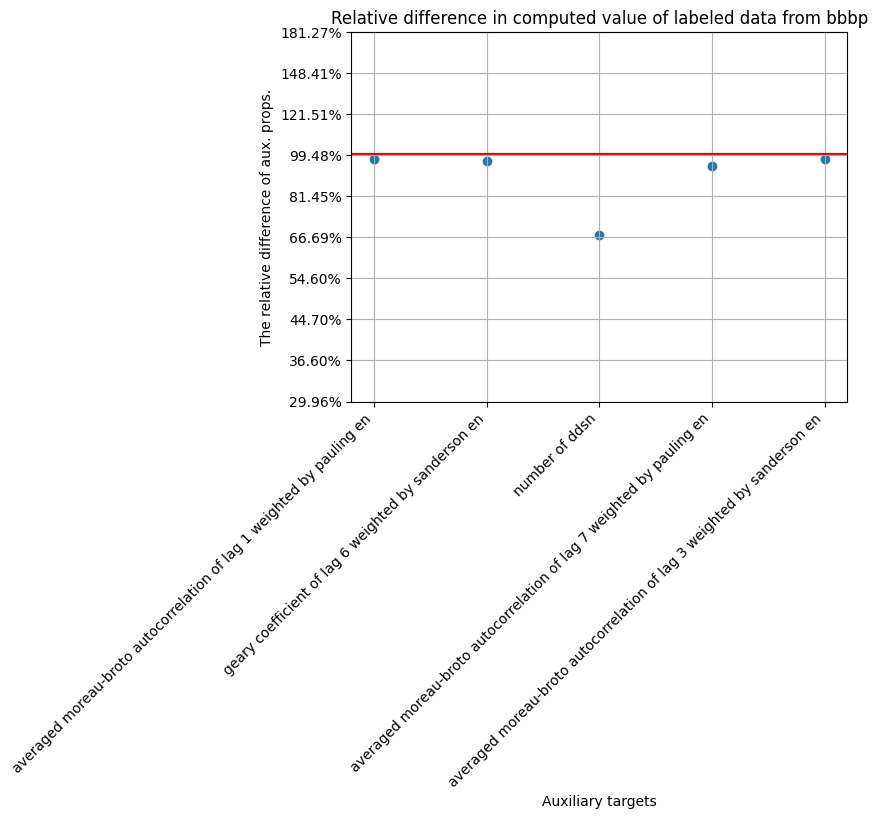 Relative difference in computed value of labeled data from bbbp
The relative difference of aux. props.
181.27%
148.41%
121.51%
99.48%
81.45%
66.69%
54.60%
44.70%
36.60%
29.96%
averaged moreau-broto autocorrelation of lag 1 weighted by pauling en
geary coefficient of lag 6 weighted by sanderson en
number of ddsn
averaged moreau-broto autocorrelation of lag 7 weighted by pauling en
averaged moreau-broto autocorrelation of lag 3 weighted by sanderson en
Auxiliary targets